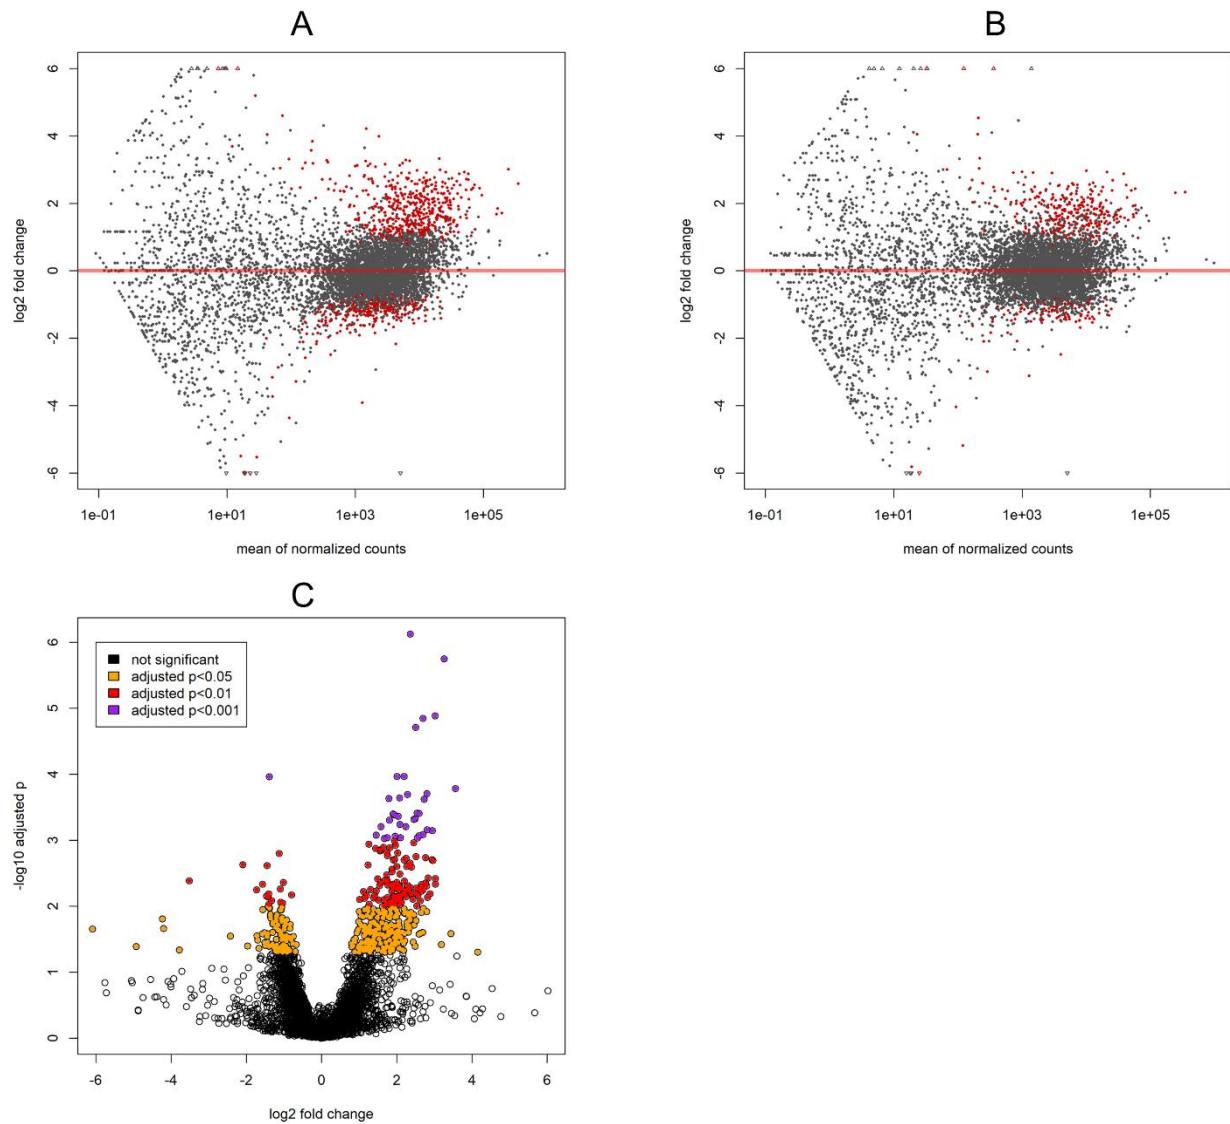 A
B
6
4
2
0
-2
-4
-6
log2 fold change
1e-01
1e+01
1e+03
1e+05
mean of normalized counts
6
4
2
0
-2
-4
-6
log2 fold change
1e-01
1e+01
1e+03
1e+05
mean of normalized counts
C
6
5
4
3
2
1
0
-log10 adjusted p
not significant
adjusted p<0.05
adjusted p<0.01
adjusted p<0.001
-6
-4
-2
0
2
4
6
log2 fold change